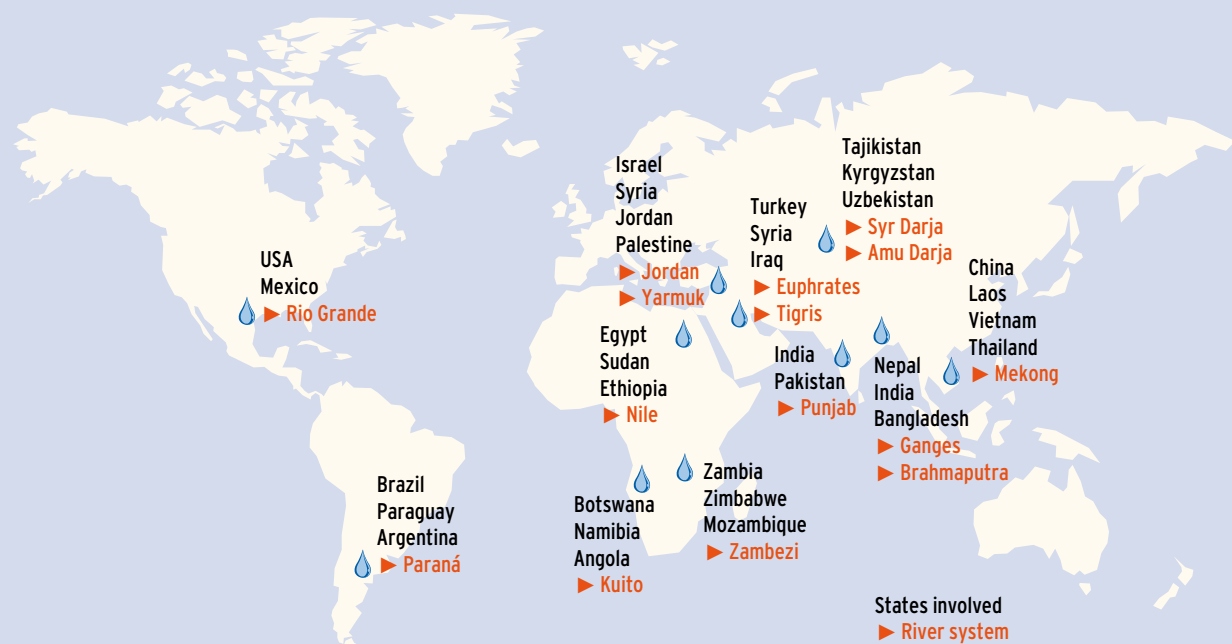 USA
Mexico
► Rio Grande
Brazil
Paraguay
Argentina
► Paraná
Israel
Syria
Jordan
Palestine
► Jordan
► Yarmuk
Egypt
Sudan
Ethiopia
► Nile
Botswana
Namibia
Angola
► Kuito
Zambia
Zimbabwe
Mozambique
► Zambezi
Turkey
Syria
Iraq
► Euphrates
► Tigris
Tajikistan
Kyrgyzstan
Uzbekistan
► Syr Darja
► Amu Darja
India
Pakistan
► Punjab
Nepal
India
Bangladesh
► Ganges
► Brahmaputra
China
Laos
Vietnam
Thailand
► Mekong
States involved
► River system